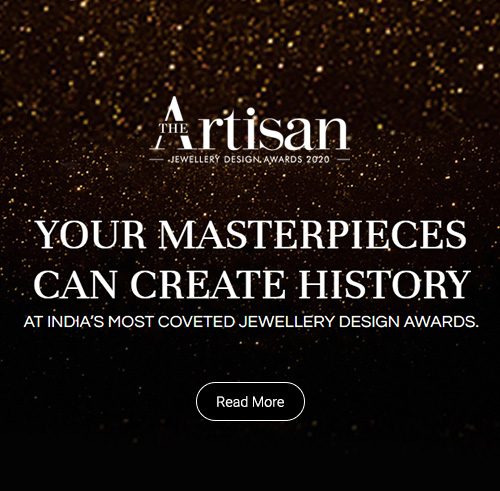 THE Artisan
JEWELLERY DESIGN AWARDS 2020
YOUR MASTERPIECES
CAN CREATE HISTORY
AT INDIA'S MOST COVETED JEWELLERY DESIGN AWARDS.
Read More